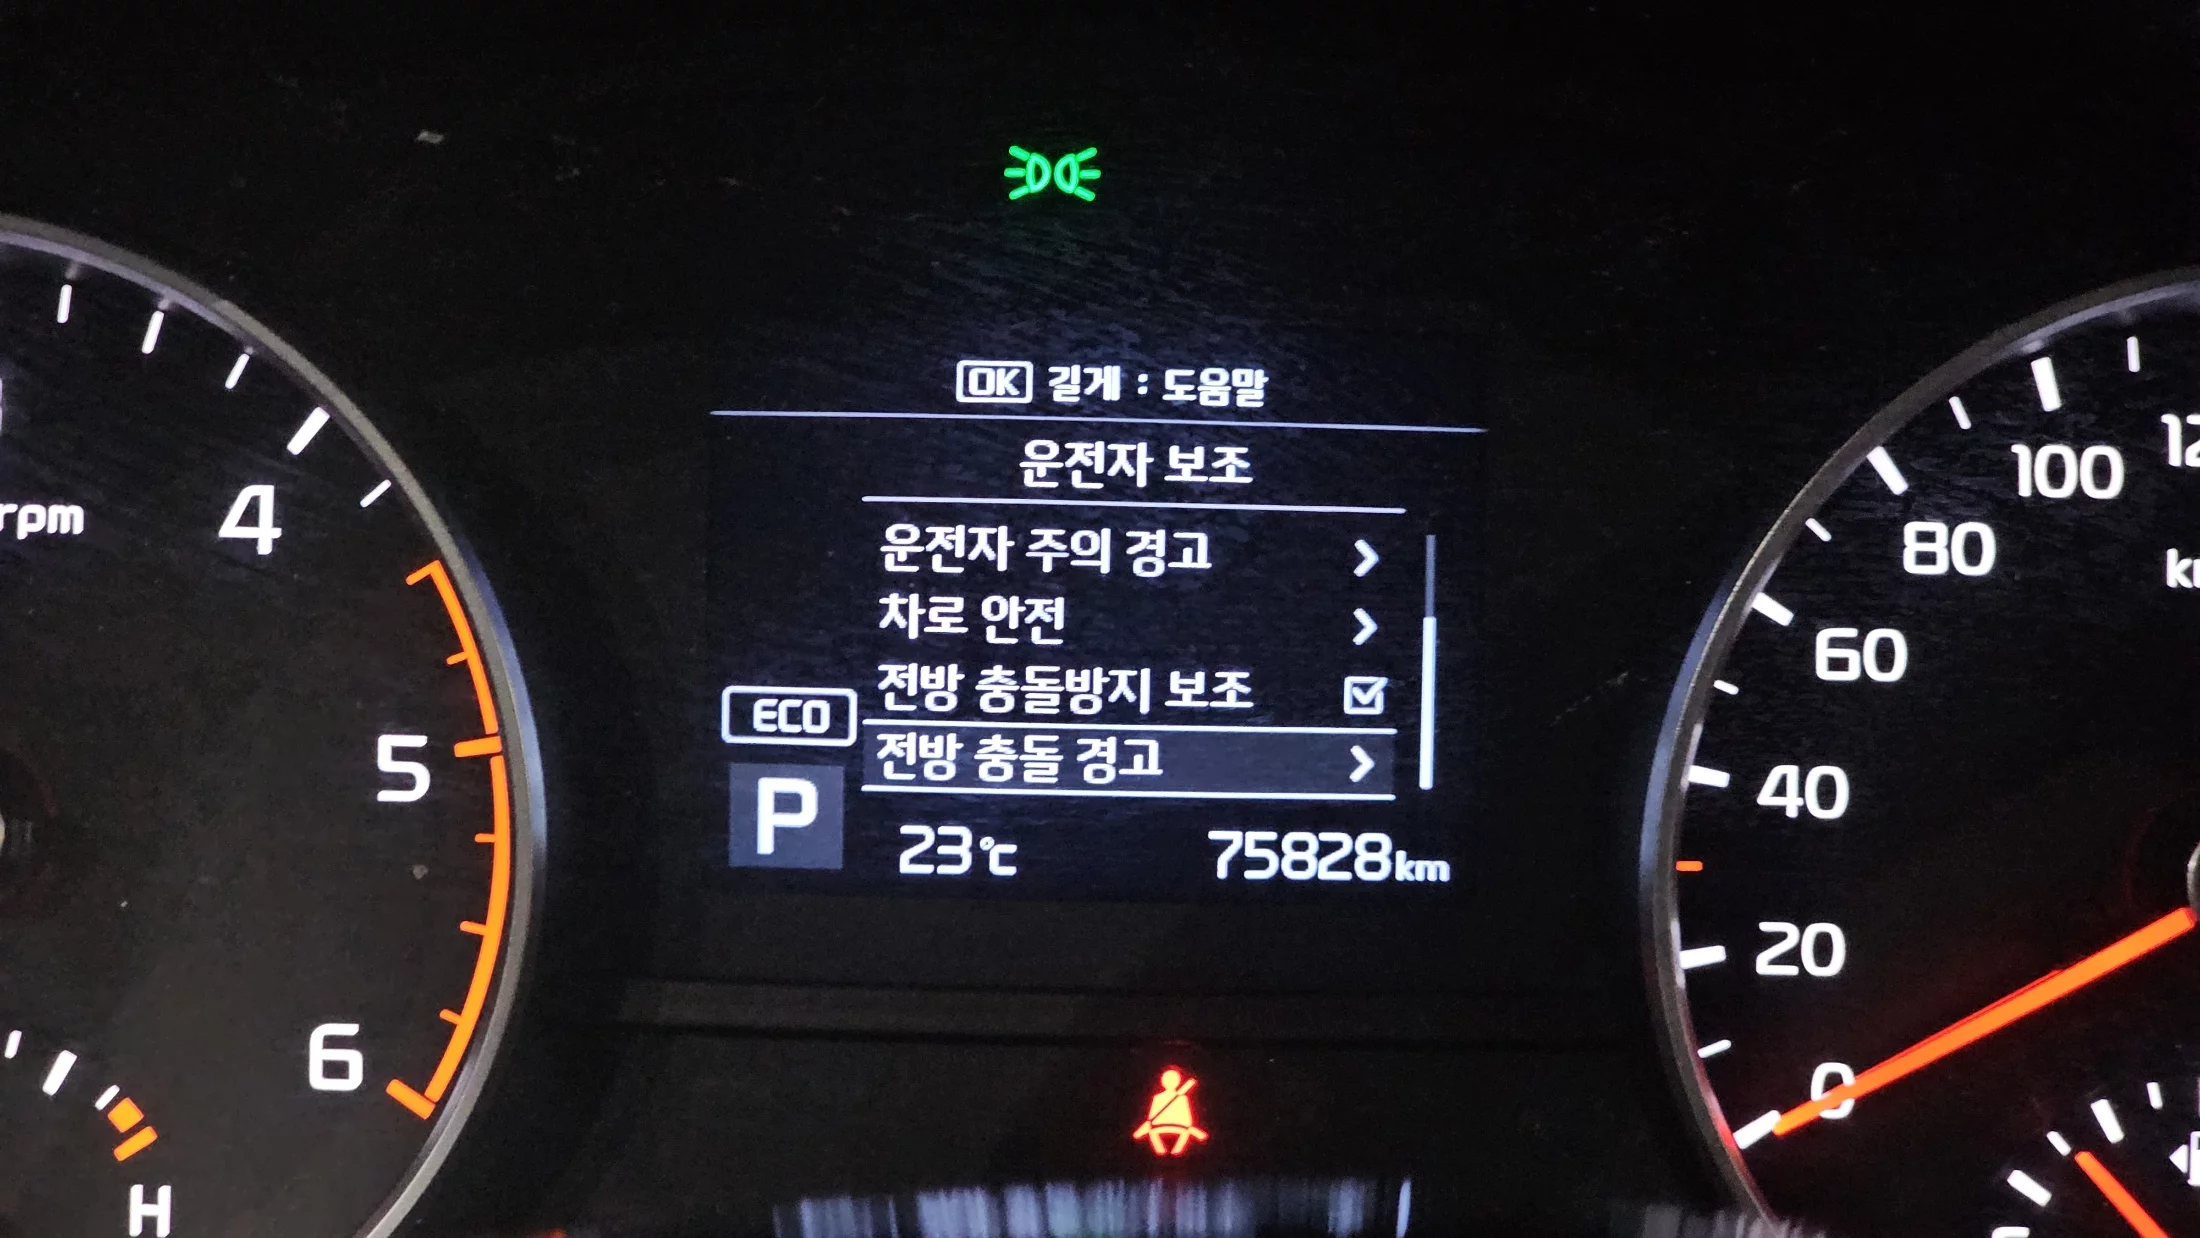 OK 길게 : 도움말
운전자 보조
운전자 주의 경고
차로 안전
전방 충돌방지 보조
전방 충돌 경고
ECO
P
23℃
75828km
rpm
4
5
6
H
100
80
60
40
20
0